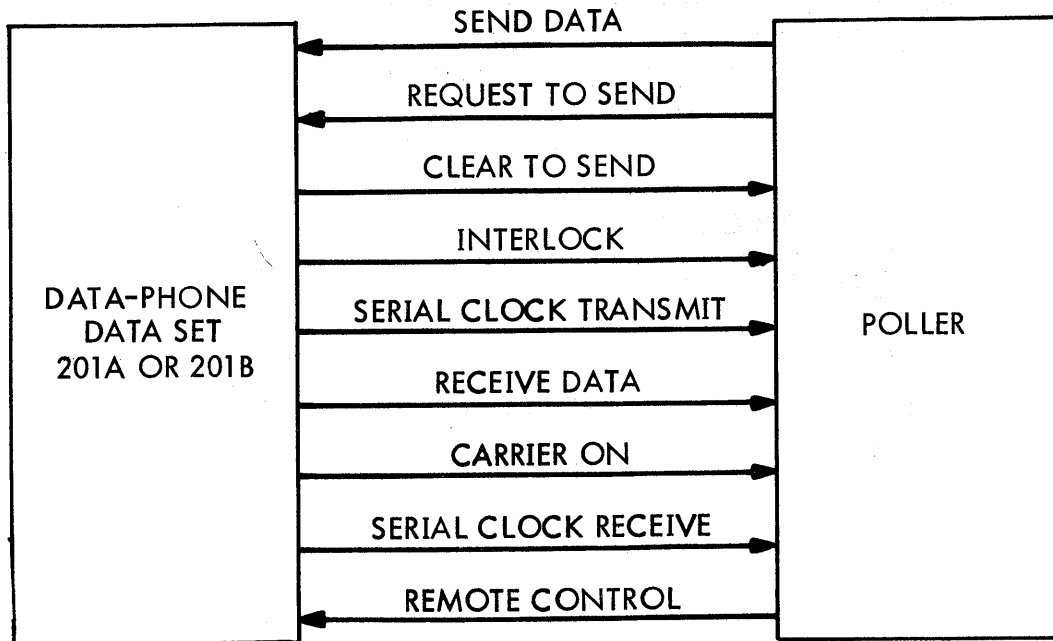 SEND DATA
REQUEST TO SEND
CLEAR TO SEND
INTERLOCK
SERIAL CLOCK TRANSMIT
RECEIVE DATA
CARRIER ON
SERIAL CLOCK RECEIVE
REMOTE CONTROL
DATA-PHONE
DATA SET
201A OR 201B
POLLER